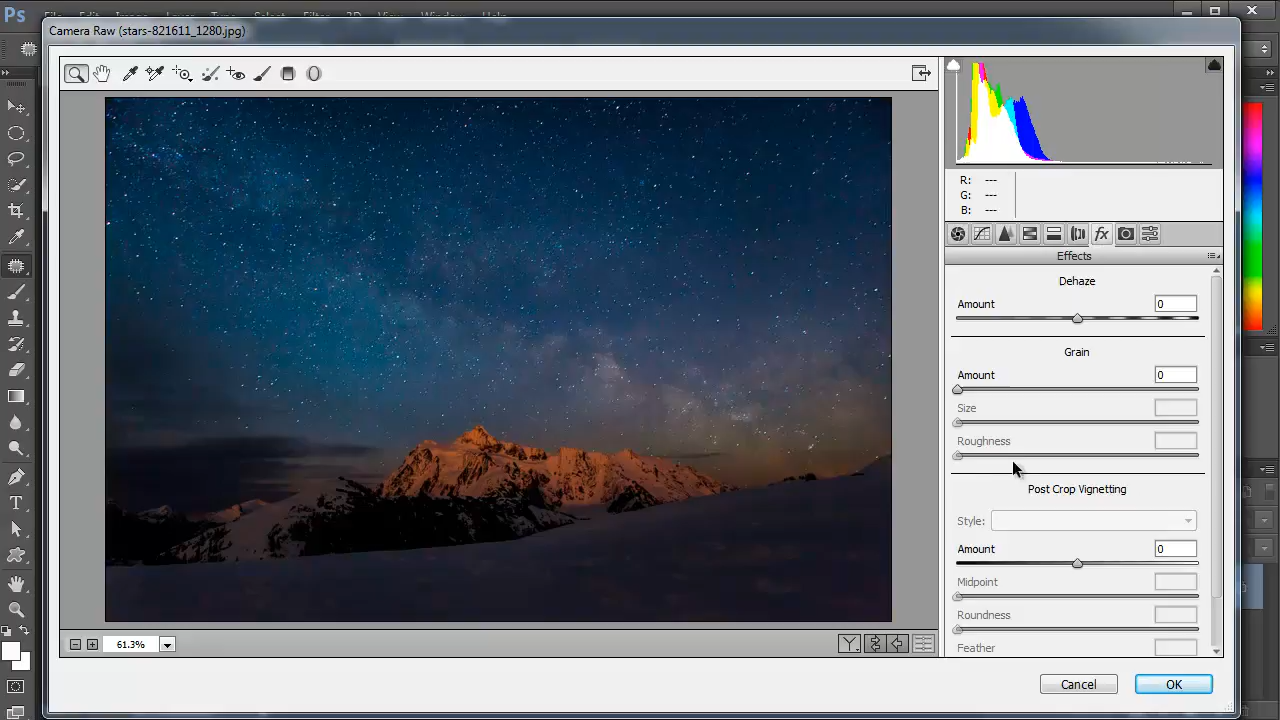 Ps
Camera Raw (stars-821611_1280.jpg)
R: ---
G: ---
B: ---
fx
Effects
Dehaze
Amount 0
Grain
Amount 0
Size
Roughness
Post Crop Vignetting
Style:
Amount 0
Midpoint
Roundness
Feather
61.3%
Y
Cancel
OK
T